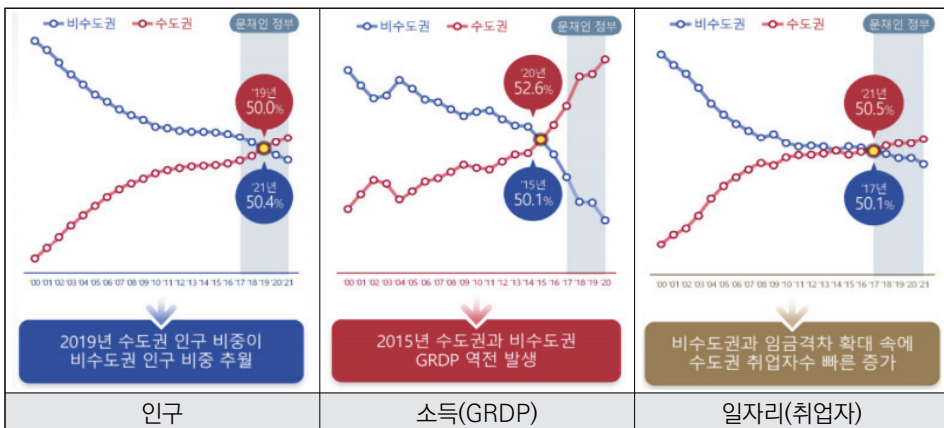 비수도권 수도권 문재인 정부
'19년
50.0%
'21년
50.4%
'00 '01 '02 '03 '04 '05 '06 '07 '08 '09 '10 '11 '12 '13 '14 '15 '16 '17 '18 '19 '20 '21
2019년 수도권 인구 비중이
비수도권 인구 비중 추월
인구
비수도권 수도권 문재인 정부
'20년
52.6%
'15년
50.1%
'00 '01 '02 '03 '04 '05 '06 '07 '08 '09 '10 '11 '12 '13 '14 '15 '16 '17 '18 '19 '20
2015년 수도권과 비수도권
GRDP 역전 발생
소득(GRDP)
비수도권 수도권 문재인 정부
'21년
50.5%
'17년
50.1%
'00 '01 '02 '03 '04 '05 '06 '07 '08 '09 '10 '11 '12 '13 '14 '15 '16 '17 '18 '19 '20 '21
비수도권과 임금격차 확대 속에
수도권 취업자수 빠른 증가
일자리(취업자)